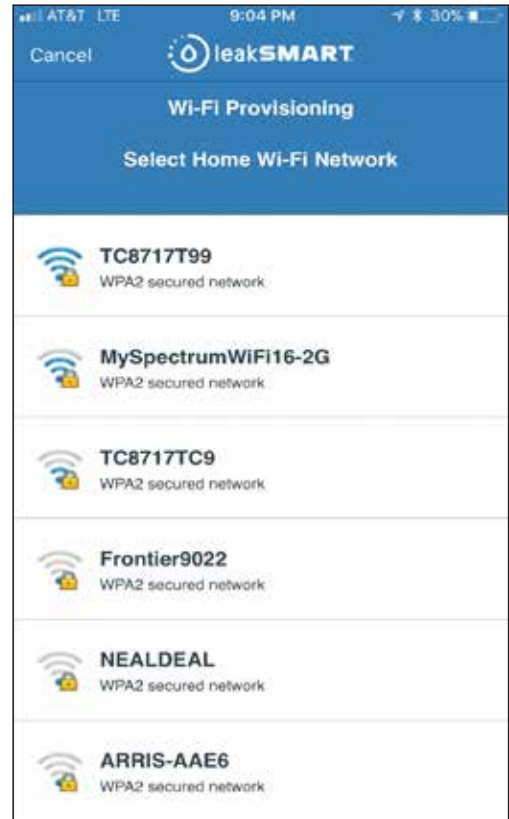 AT&T LTE 9:04 PM 30%
Cancel leakSMART
Wi-Fi Provisioning
Select Home Wi-Fi Network
TC8717T99
WPA2 secured network
MySpectrumWiFi16-2G
WPA2 secured network
TC8717TC9
WPA2 secured network
Frontier9022
WPA2 secured network
NEALDEAL
WPA2 secured network
ARRIS-AAE6
WPA2 secured network